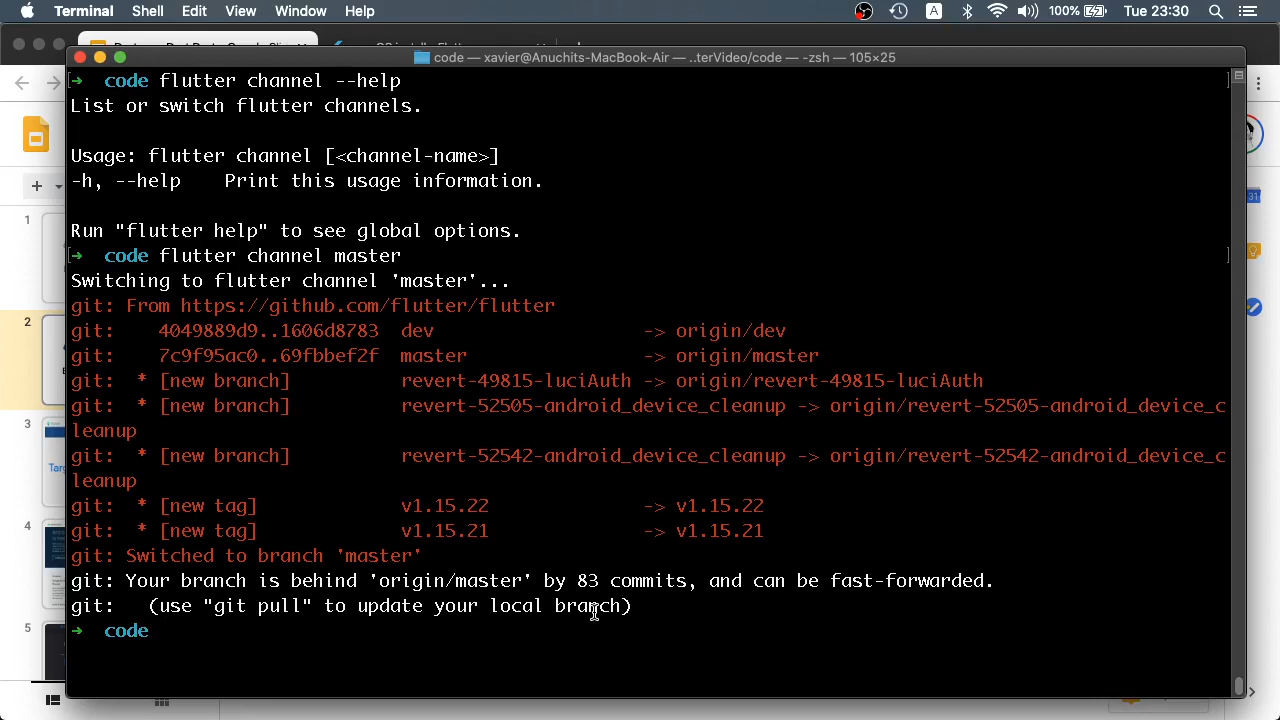 Terminal Shell Edit View Window Help A 100% Tue 23:30
code — xavier@Anuchits-MacBook-Air — ..terVideo/code — -zsh — 105×25
→ code flutter channel --help
List or switch flutter channels.
Usage: flutter channel [<channel-name>]
-h, --help    Print this usage information.
Run "flutter help" to see global options.
→ code flutter channel master
Switching to flutter channel 'master'...
git: From https://github.com/flutter/flutter
git:    4049889d9..1606d8783  dev                   -> origin/dev
git:    7c9f95ac0..69fbbef2f  master                -> origin/master
git:  * [new branch]          revert-49815-luciAuth -> origin/revert-49815-luciAuth
git:  * [new branch]          revert-52505-android_device_cleanup -> origin/revert-52505-android_device_c
leanup
git:  * [new branch]          revert-52542-android_device_cleanup -> origin/revert-52542-android_device_c
leanup
git:  * [new tag]             v1.15.22              -> v1.15.22
git:  * [new tag]             v1.15.21              -> v1.15.21
git: Switched to branch 'master'
git: Your branch is behind 'origin/master' by 83 commits, and can be fast-forwarded.
git:   (use "git pull" to update your local branch)
→ code
1
2
3
Targ
4
5
31